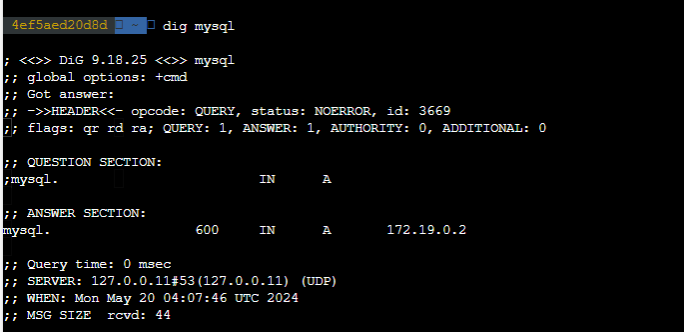 4ef5aed20d8d ~ dig mysql
; <<>> DiG 9.18.25 <<>> mysql
;; global options: +cmd
;; Got answer:
;; ->>HEADER<<- opcode: QUERY, status: NOERROR, id: 3669
;; flags: qr rd ra; QUERY: 1, ANSWER: 1, AUTHORITY: 0, ADDITIONAL: 0
;; QUESTION SECTION:
;mysql. IN A
;; ANSWER SECTION:
mysql. 600 IN A 172.19.0.2
;; Query time: 0 msec
;; SERVER: 127.0.0.11#53(127.0.0.11) (UDP)
;; WHEN: Mon May 20 04:07:46 UTC 2024
;; MSG SIZE rcvd: 44